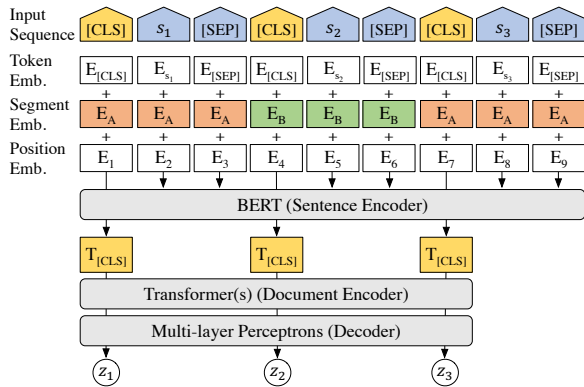 Input Sequence [CLS] s1 [SEP] [CLS] s2 [SEP] [CLS] s3 [SEP]
Token Emb. E[CLS] Es1 E[SEP] E[CLS] Es2 E[SEP] E[CLS] Es3 E[SEP]
+ + + + + + + + +
Segment Emb. EA EA EA EB EB EB EA EA EA
+ + + + + + + + +
Position Emb. E1 E2 E3 E4 E5 E6 E7 E8 E9
BERT (Sentence Encoder)
T[CLS] T[CLS] T[CLS]
Transformer(s) (Document Encoder)
Multi-layer Perceptrons (Decoder)
z1 z2 z3